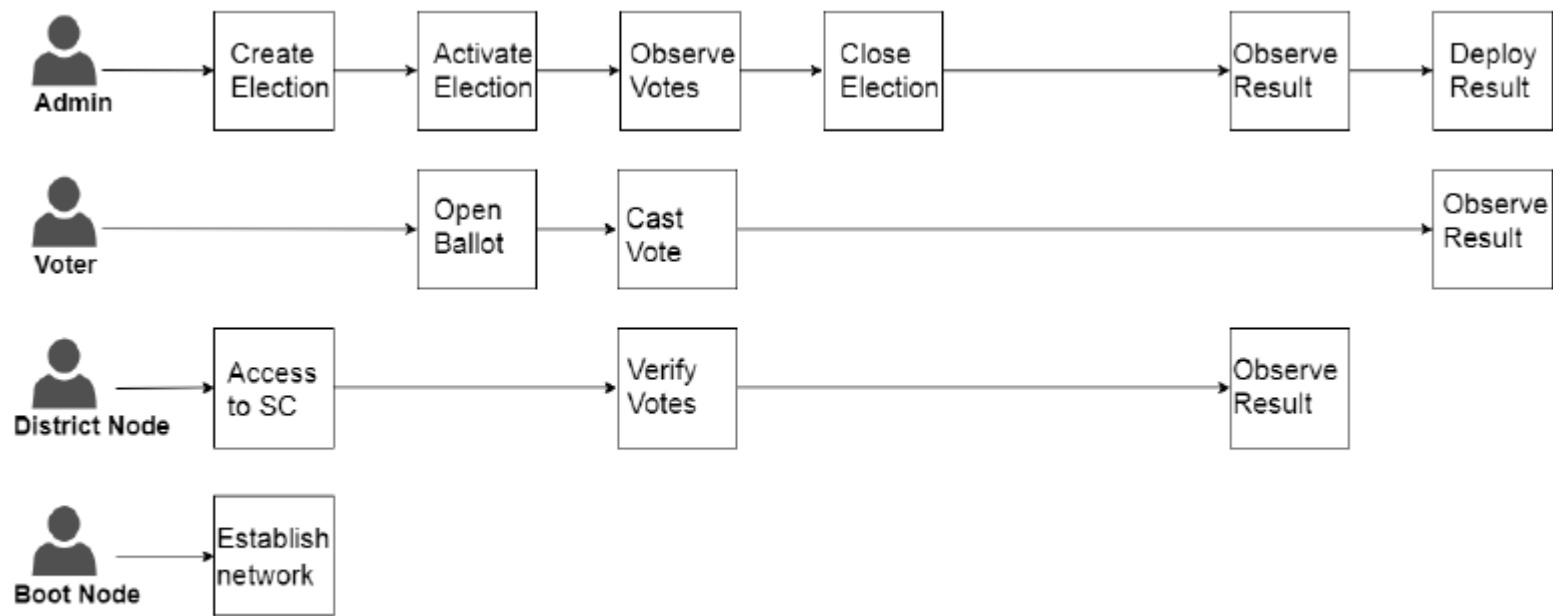 Create
Election
Activate
Election
Observe
Votes
Close
Election
Observe
Result
Deploy
Result
Admin
Open
Ballot
Cast
Vote
Observe
Result
Voter
Access
to SC
Verify
Votes
Observe
Result
District Node
Establish
network
Boot Node